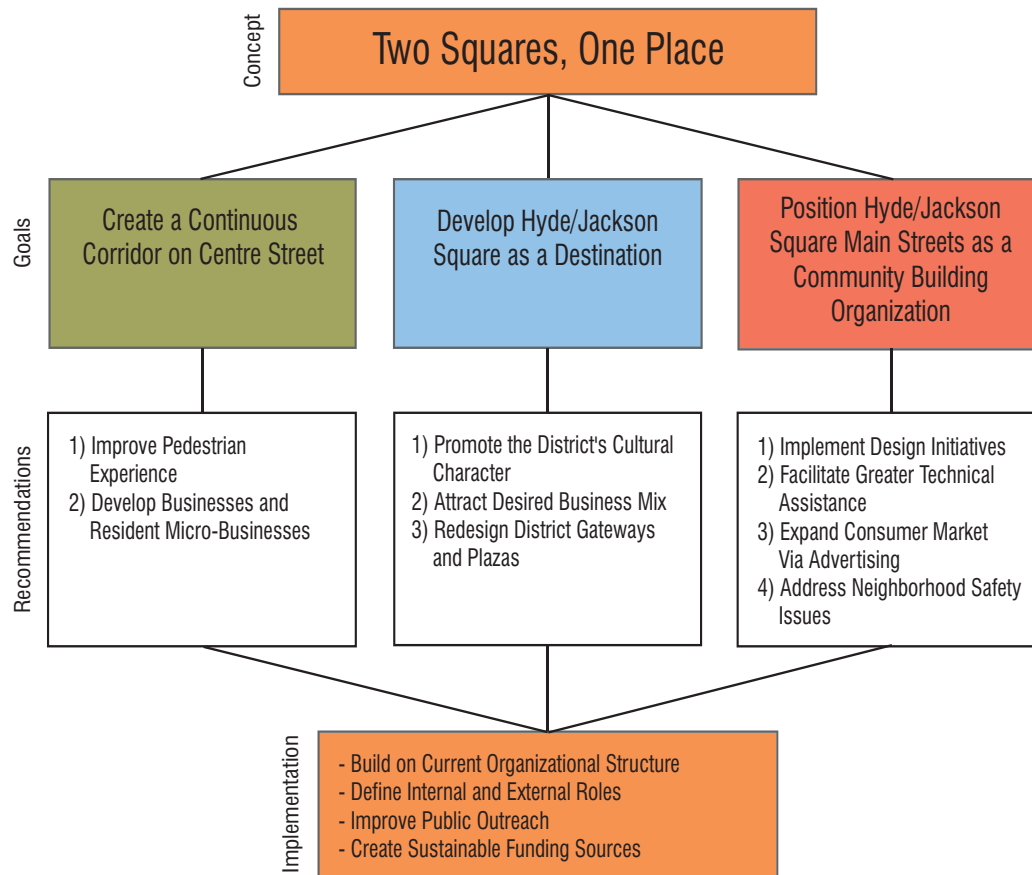 Concept
Two Squares, One Place
Goals
Create a Continuous
Corridor on Centre Street
Develop Hyde/Jackson
Square as a Destination
Position Hyde/Jackson
Square Main Streets as a
Community Building
Organization
Recommendations
1) Improve Pedestrian
Experience
2) Develop Businesses and
Resident Micro-Businesses
1) Promote the District's Cultural
Character
2) Attract Desired Business Mix
3) Redesign District Gateways
and Plazas
1) Implement Design Initiatives
2) Facilitate Greater Technical
Assistance
3) Expand Consumer Market
Via Advertising
4) Address Neighborhood Safety
Issues
Implementation
- Build on Current Organizational Structure
- Define Internal and External Roles
- Improve Public Outreach
- Create Sustainable Funding Sources